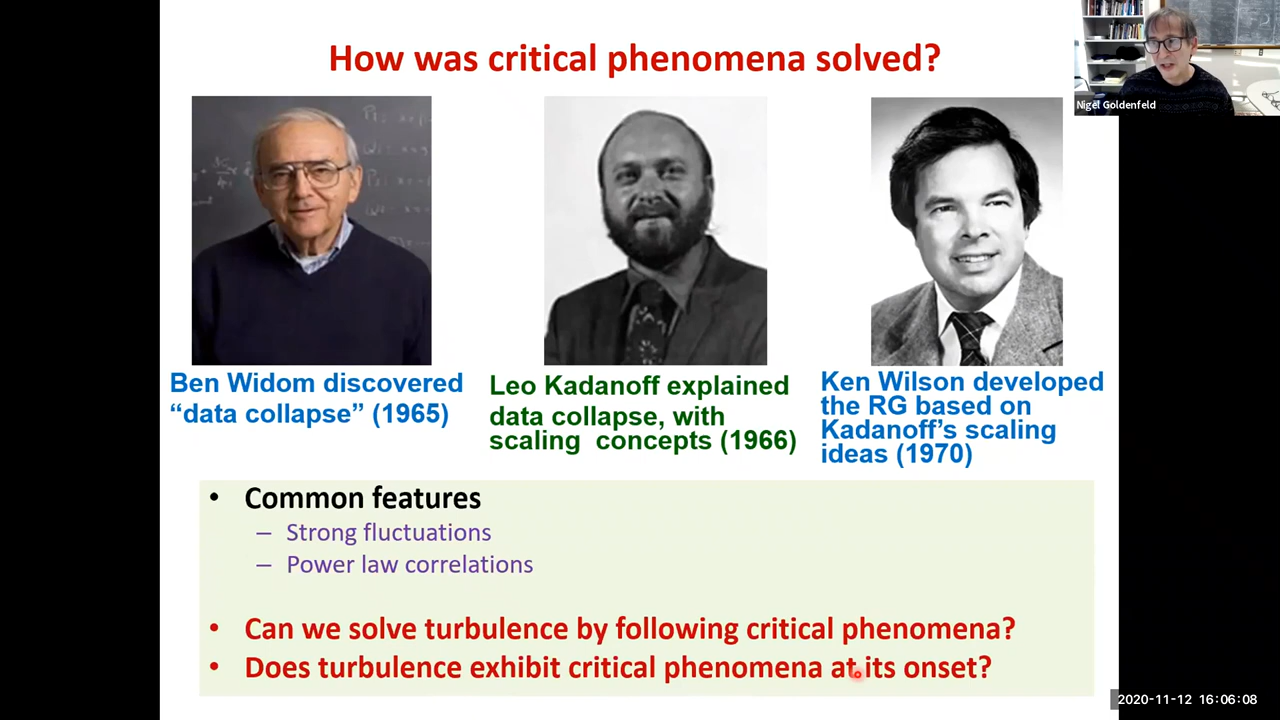 How was critical phenomena solved?
Nigel Goldenfeld
Ben Widom discovered
“data collapse” (1965)
Leo Kadanoff explained
data collapse, with
scaling concepts (1966)
Ken Wilson developed
the RG based on
Kadanoff’s scaling
ideas (1970)
• Common features
– Strong fluctuations
– Power law correlations
• Can we solve turbulence by following critical phenomena?
• Does turbulence exhibit critical phenomena at its onset?
2020-11-12 16:06:08